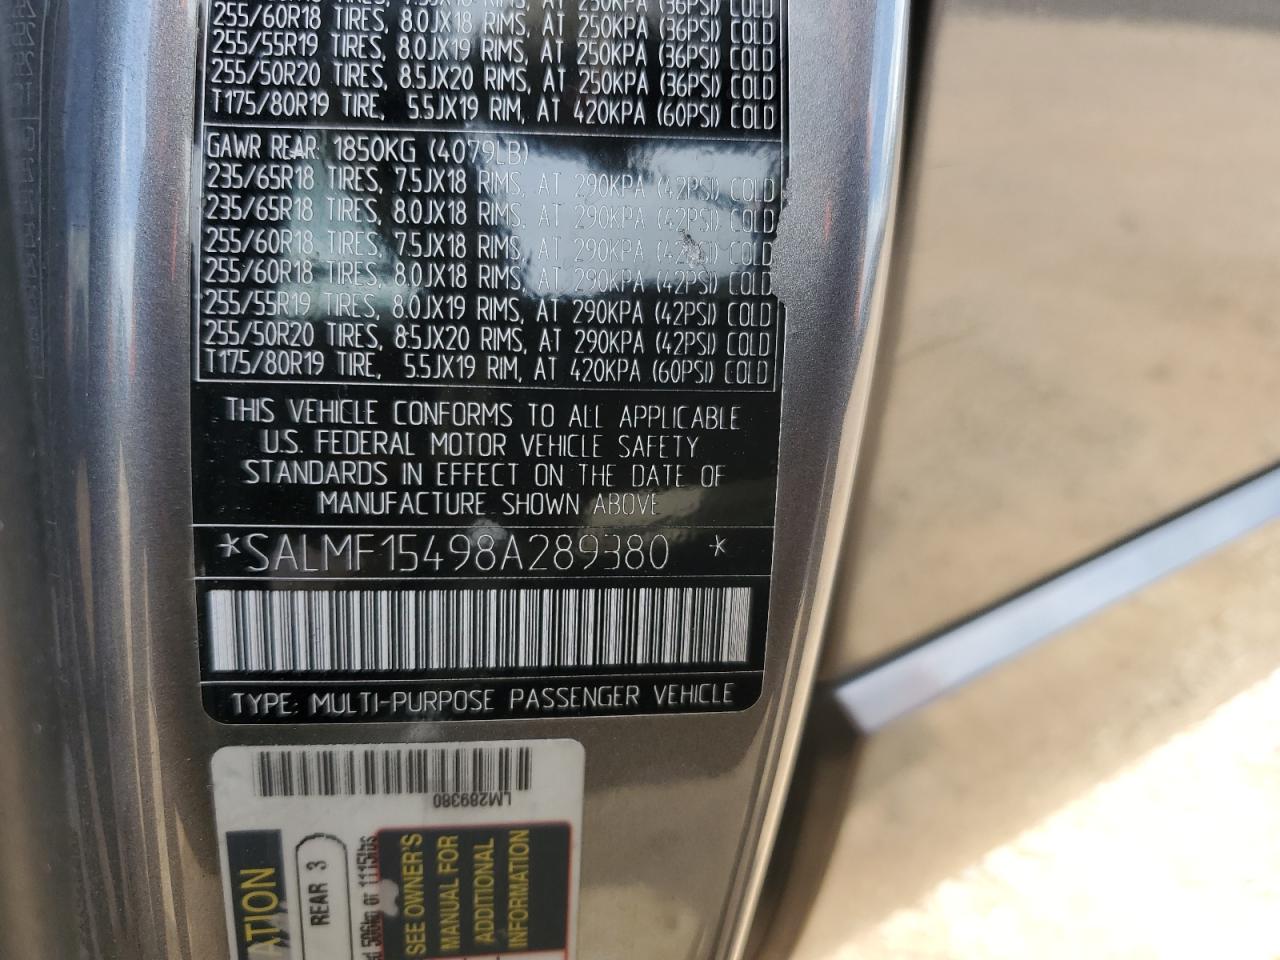 255/60R18 TIRES, 8.0JX18 RIMS, AT 250KPA (36PSI) COLD
255/55R19 TIRES, 8.0JX19 RIMS, AT 250KPA (36PSI) COLD
255/50R20 TIRES, 8.5JX20 RIMS, AT 250KPA (36PSI) COLD
T175/80R19 TIRE, 5.5JX19 RIM, AT 420KPA (60PSI) COLD
GAWR REAR: 1850KG (4079LB)
235/65R18 TIRES, 7.5JX18 RIMS, AT 290KPA (42PSI) COLD
235/65R18 TIRES, 8.0JX18 RIMS, AT 290KPA (42PSI) COLD
255/60R18 TIRES, 7.5JX18 RIMS, AT 290KPA (42PSI) COLD
255/60R18 TIRES, 8.0JX18 RIMS, AT 290KPA (42PSI) COLD
255/55R19 TIRES, 8.0JX19 RIMS, AT 290KPA (42PSI) COLD
255/50R20 TIRES, 8.5JX20 RIMS, AT 290KPA (42PSI) COLD
T175/80R19 TIRE, 5.5JX19 RIM, AT 420KPA (60PSI) COLD
THIS VEHICLE CONFORMS TO ALL APPLICABLE
U.S. FEDERAL MOTOR VEHICLE SAFETY
STANDARDS IN EFFECT ON THE DATE OF
MANUFACTURE SHOWN ABOVE
*SALMF15498A289380 *
TYPE: MULTI-PURPOSE PASSENGER VEHICLE
LM289380
REAR 3
506kg or 1115lbs
SEE OWNER'S
MANUAL FOR
ADDITIONAL
INFORMATION